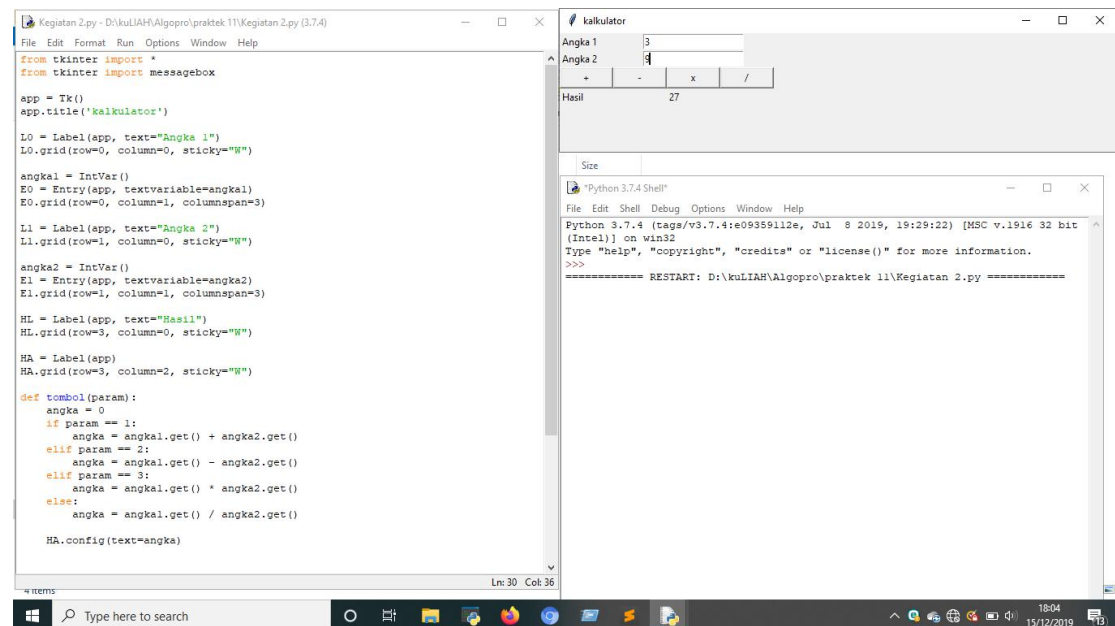 Kegiatan 2.py - D:\kuLIAH\Algopro\praktek 11\Kegiatan 2.py (3.7.4)
File Edit Format Run Options Window Help
from tkinter import *
from tkinter import messagebox
app = Tk()
app.title('kalkulator')
L0 = Label(app, text="Angka 1")
L0.grid(row=0, column=0, sticky="W")
angka1 = IntVar()
E0 = Entry(app, textvariable=angka1)
E0.grid(row=0, column=1, columnspan=3)
L1 = Label(app, text="Angka 2")
L1.grid(row=1, column=0, sticky="W")
angka2 = IntVar()
E1 = Entry(app, textvariable=angka2)
E1.grid(row=1, column=1, columnspan=3)
HL = Label(app, text="Hasil")
HL.grid(row=3, column=0, sticky="W")
HA = Label(app)
HA.grid(row=3, column=2, sticky="W")
def tombol(param):
    angka = 0
    if param == 1:
        angka = angka1.get() + angka2.get()
    elif param == 2:
        angka = angka1.get() - angka2.get()
    elif param == 3:
        angka = angka1.get() * angka2.get()
    else:
        angka = angka1.get() / angka2.get()
    HA.config(text=angka)
Ln: 30 Col: 36
4 items
kalkulator
Angka 1 3
Angka 2 9
+ - x /
Hasil 27
Size
*Python 3.7.4 Shell*
File Edit Shell Debug Options Window Help
Python 3.7.4 (tags/v3.7.4:e09359112e, Jul 8 2019, 19:29:22) [MSC v.1916 32 bit
(Intel)] on win32
Type "help", "copyright", "credits" or "license()" for more information.
>>>
============ RESTART: D:\kuLIAH\Algopro\praktek 11\Kegiatan 2.py ============
Type here to search
18:04
15/12/2019
13